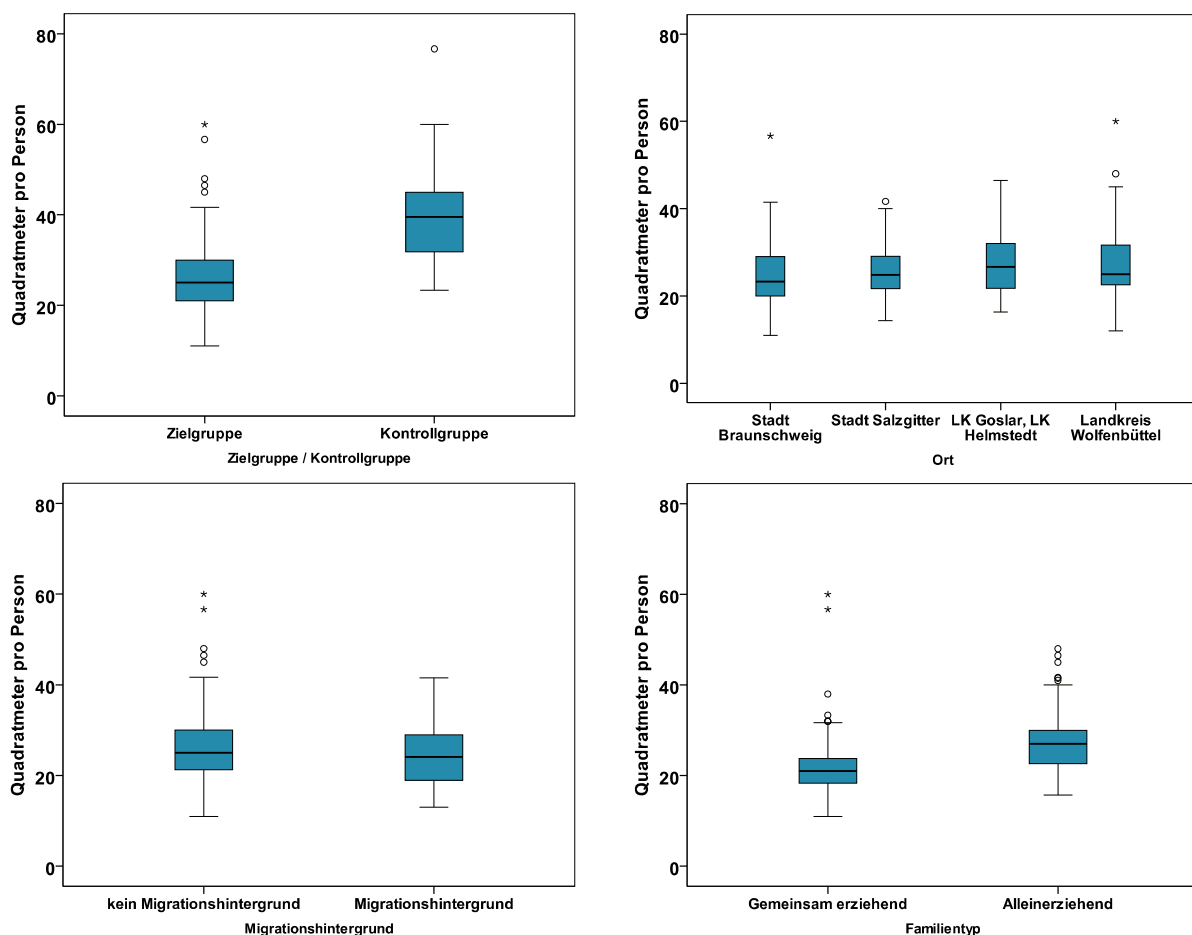 80
60
40
20
0
Quadratmeter pro Person
Zielgruppe
Kontrollgruppe
Zielgruppe / Kontrollgruppe
80
60
40
20
0
Quadratmeter pro Person
Stadt
Braunschweig
Stadt Salzgitter
LK Goslar, LK
Helmstedt
Landkreis
Wolfenbüttel
Ort
80
60
40
20
0
Quadratmeter pro Person
kein Migrationshintergrund
Migrationshintergrund
Migrationshintergrund
80
60
40
20
0
Quadratmeter pro Person
Gemeinsam erziehend
Alleinerziehend
Familientyp